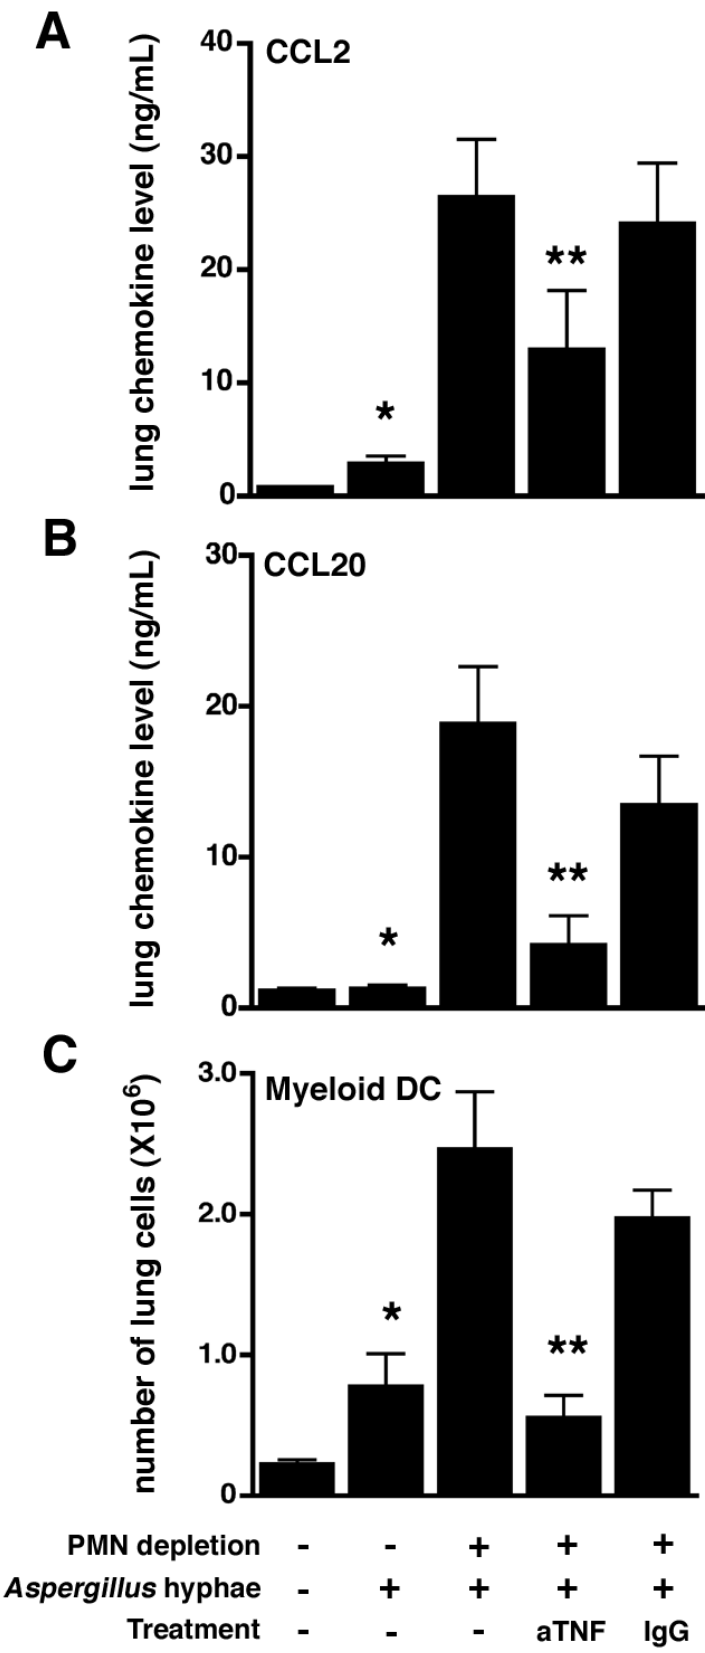 A
CCL2
lung chemokine level (ng/mL)
40
30
20
10
0
*
**
B
CCL20
lung chemokine level (ng/mL)
30
20
10
0
*
**
C
Myeloid DC
number of lung cells (X10⁶)
3.0
2.0
1.0
0
*
**
PMN depletion - - + + +
Aspergillus hyphae - + + + +
Treatment - - - aTNF IgG